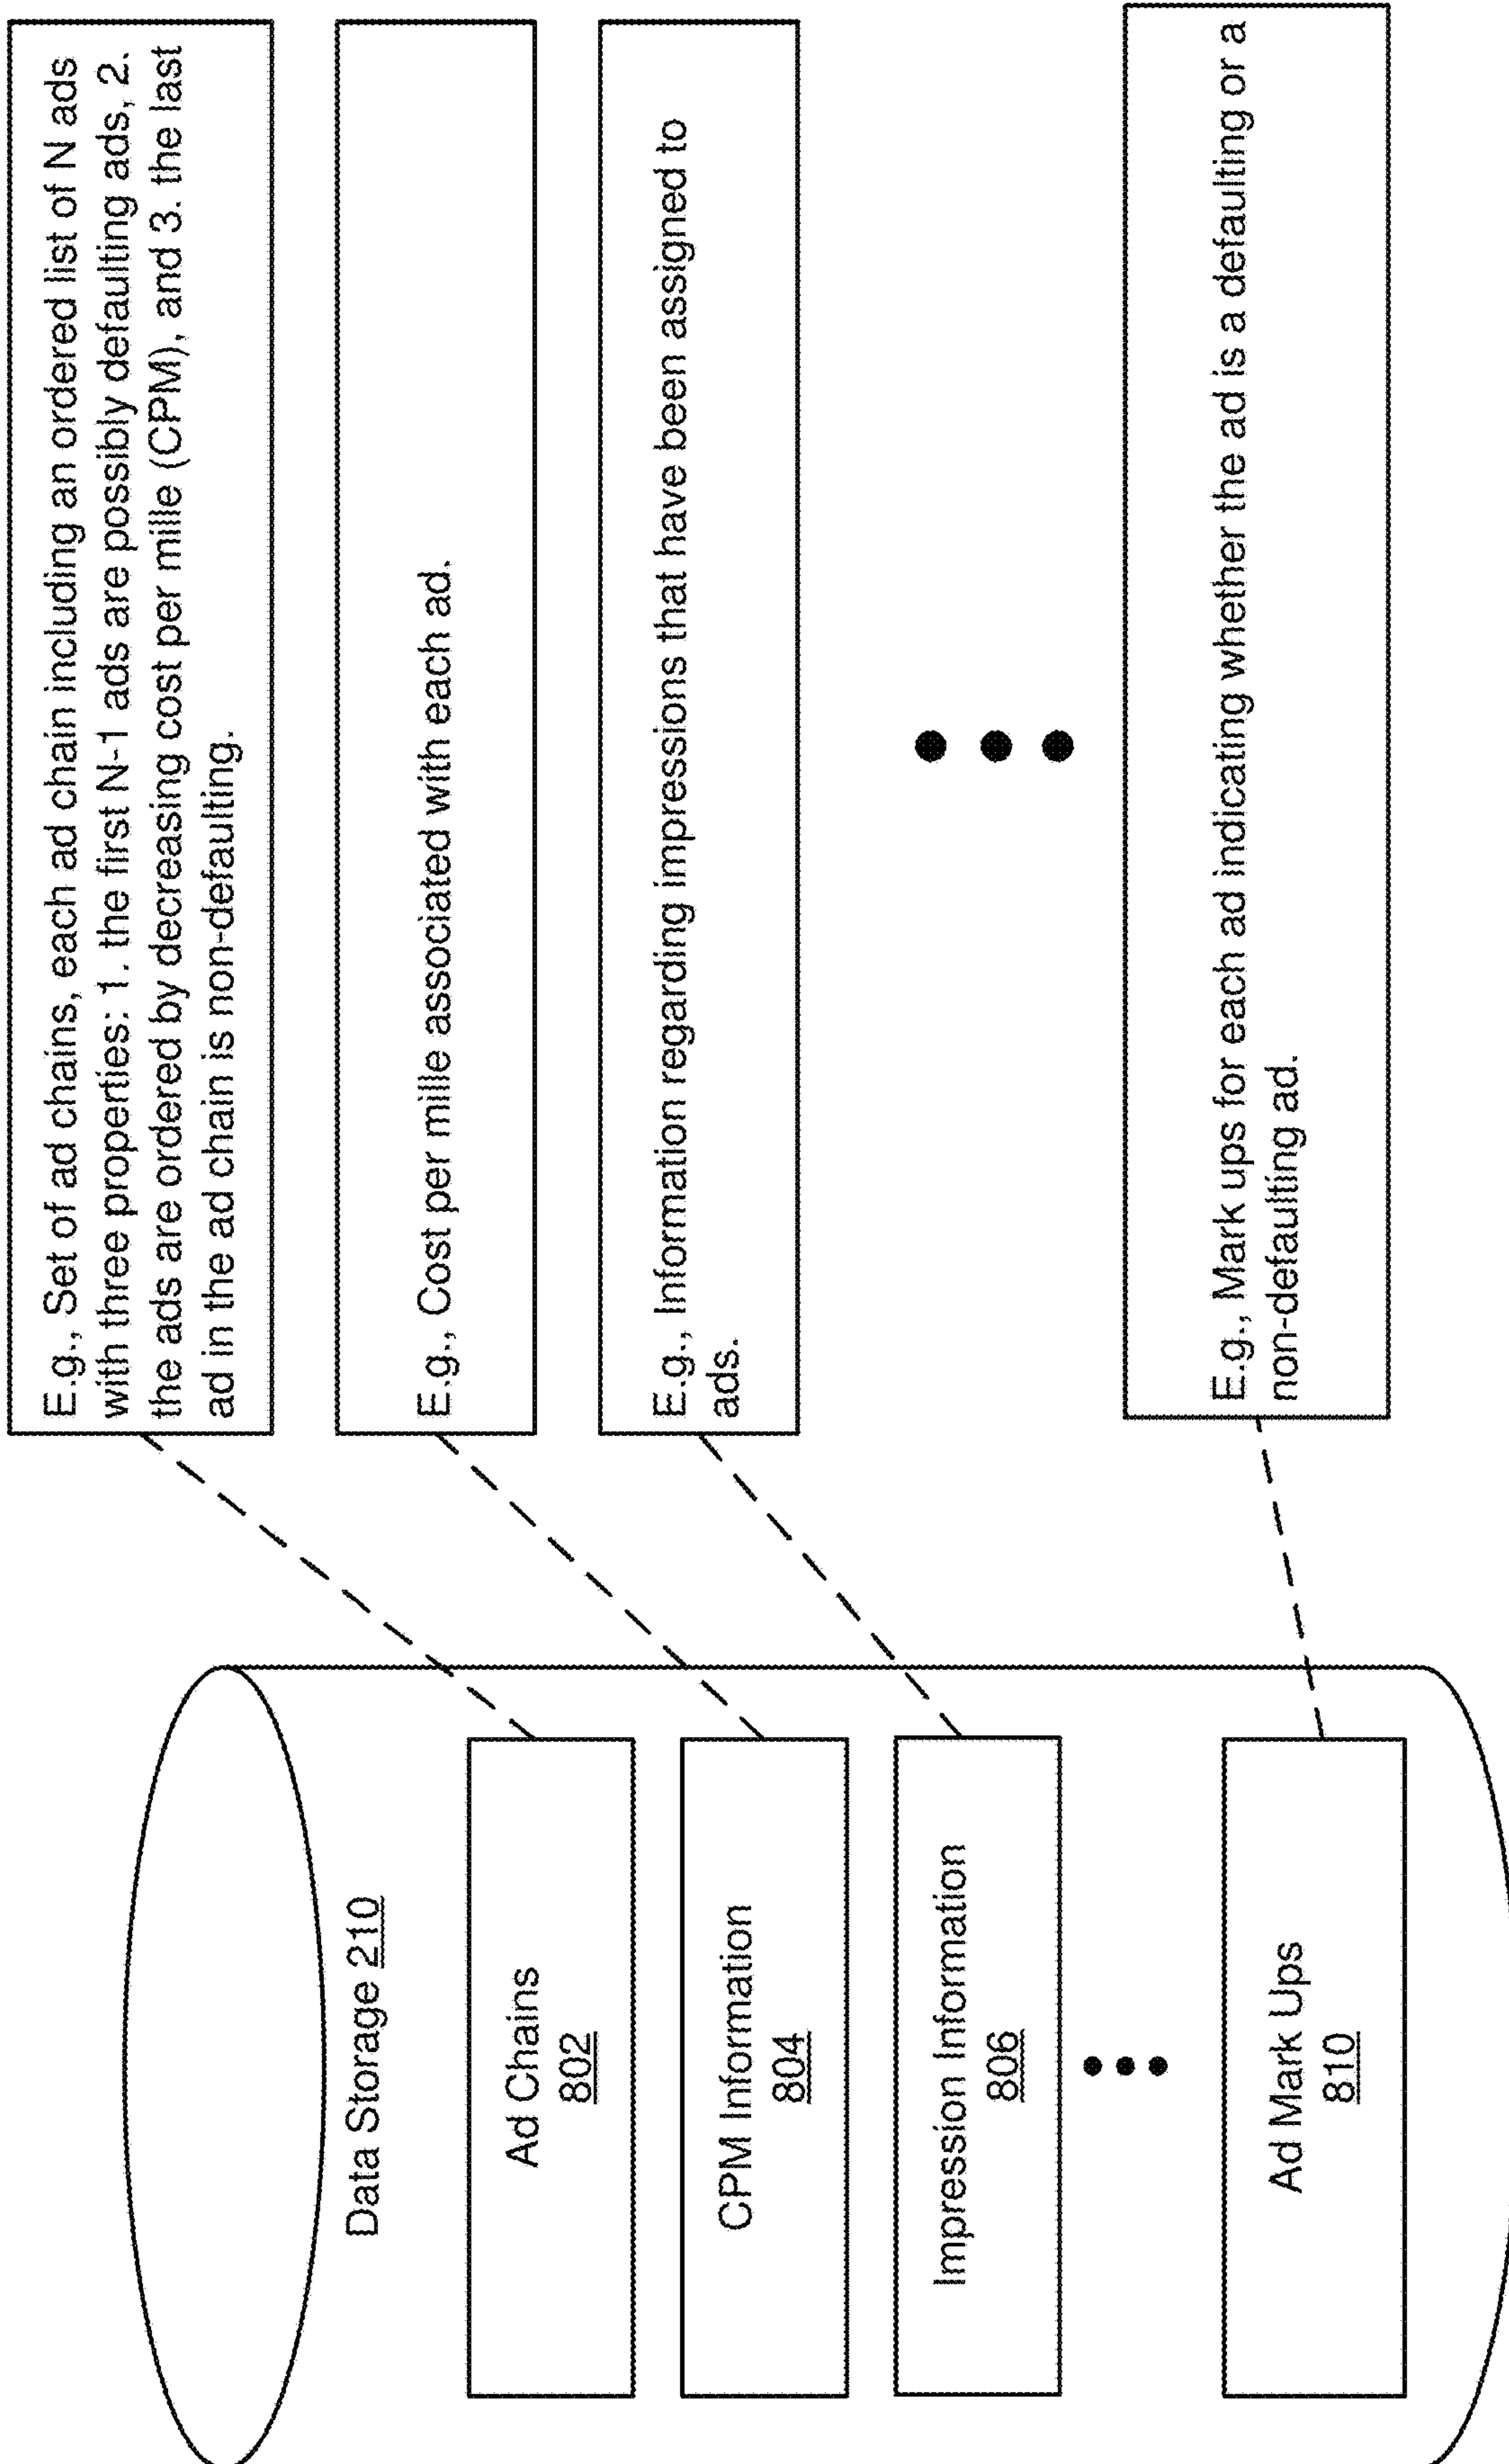 Data Storage 210
Ad Chains
802
CPM Information
804
Impression Information
806
Ad Mark Ups
810
E.g., Set of ad chains, each ad chain including an ordered list of N ads
with three properties: 1. the first N-1 ads are possibly defaulting ads, 2.
the ads are ordered by decreasing cost per mille (CPM), and 3. the last
ad in the ad chain is non-defaulting.
E.g., Cost per mille associated with each ad.
E.g., Information regarding impressions that have been assigned to
ads.
E.g., Mark ups for each ad indicating whether the ad is a defaulting or a
non-defaulting ad.